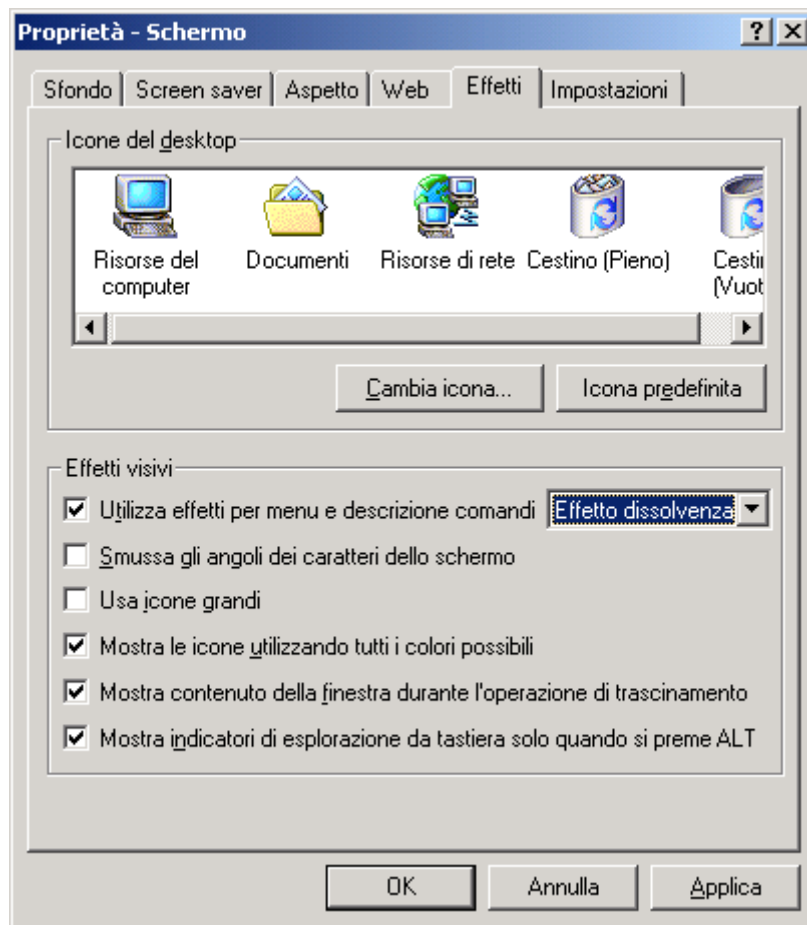 Proprietà - Schermo
Sfondo Screen saver Aspetto Web Effetti Impostazioni
Icone del desktop
Risorse del computer
Documenti
Risorse di rete
Cestino (Pieno)
Cestin (Vuot
Cambia icona... Icona predefinita
Effetti visivi
Utilizza effetti per menu e descrizione comandi Effetto dissolvenza
Smussa gli angoli dei caratteri dello schermo
Usa icone grandi
Mostra le icone utilizzando tutti i colori possibili
Mostra contenuto della finestra durante l'operazione di trascinamento
Mostra indicatori di esplorazione da tastiera solo quando si preme ALT
OK Annulla Applica